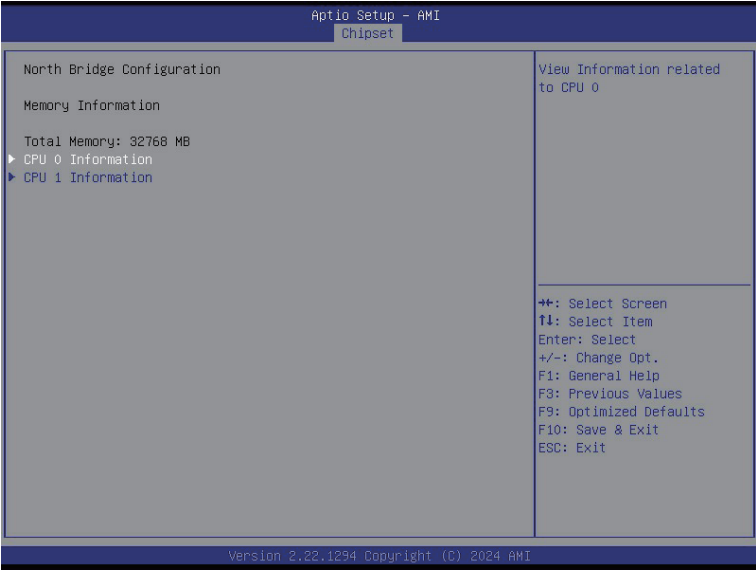 Aptio Setup – AMI
Chipset
North Bridge Configuration
Memory Information
Total Memory: 32768 MB
CPU 0 Information
CPU 1 Information
View Information related
to CPU 0
→←: Select Screen
↑↓: Select Item
Enter: Select
+/-: Change Opt.
F1: General Help
F3: Previous Values
F9: Optimized Defaults
F10: Save & Exit
ESC: Exit
Version 2.22.1294 Copyright (C) 2024 AMI